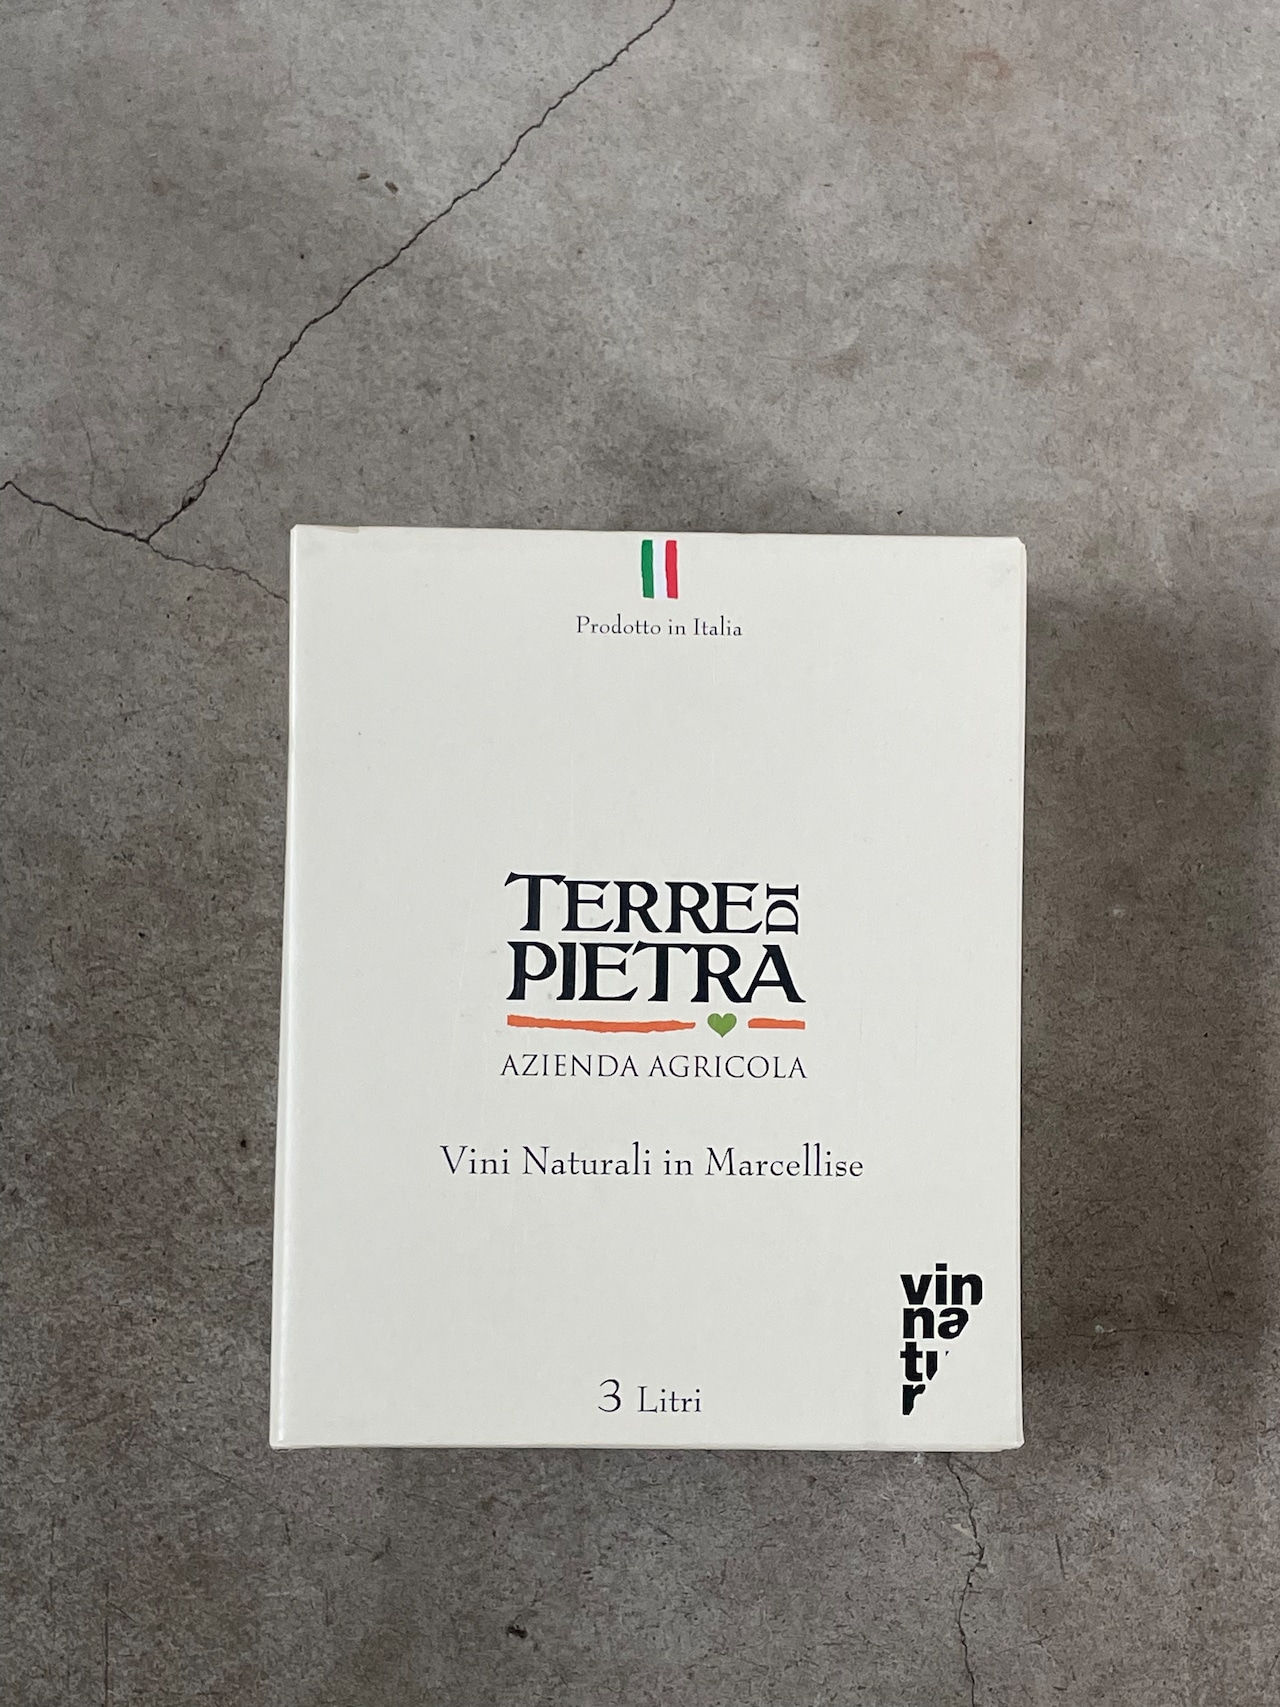 Prodotto in Italia
TERRE DI
PIETRA
AZIENDA AGRICOLA
Vini Naturali in Marcellise
vin
na
tu
r
3 Litri